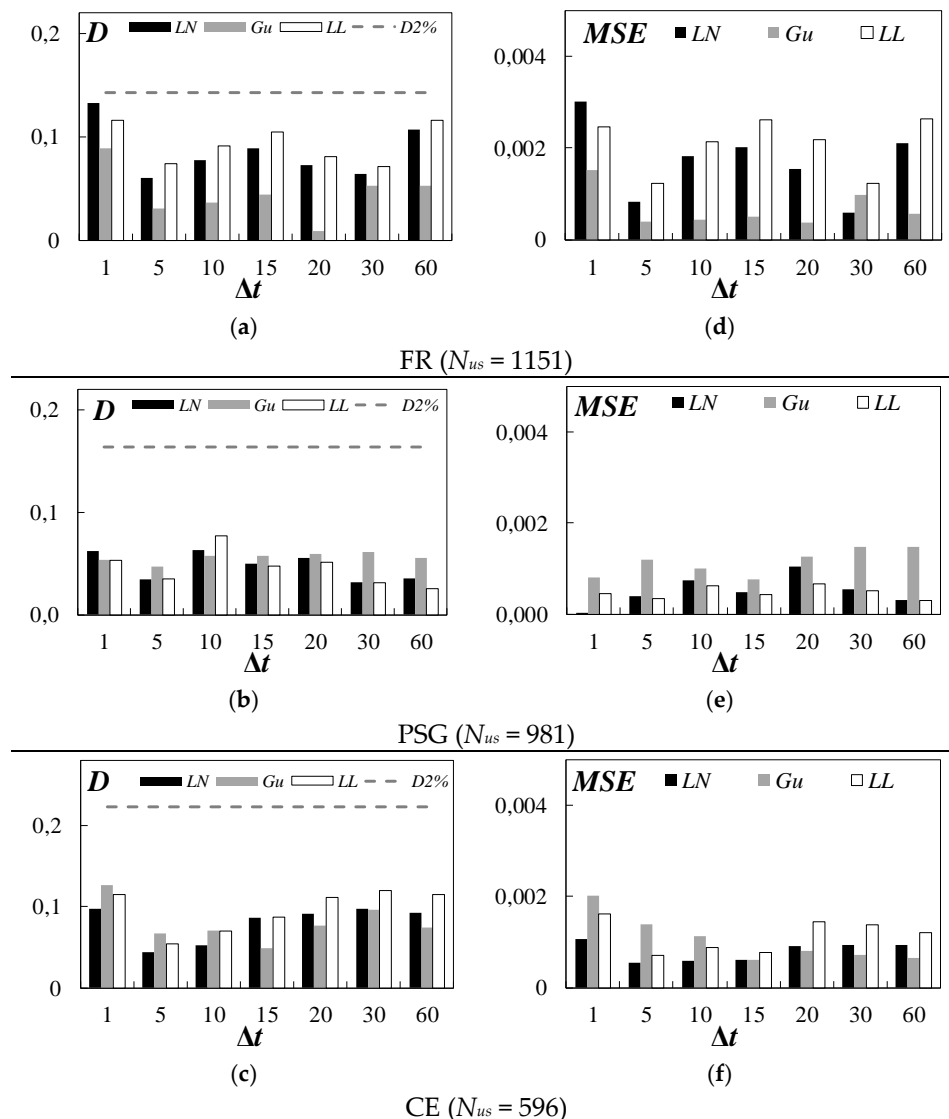 D LN Gu LL D2%
0,2
0,1
0
1 5 10 15 20 30 60
Δt
(a)
MSE LN Gu LL
0,004
0,002
0
1 5 10 15 20 30 60
Δt
(d)
FR (Nus = 1151)
D LN Gu LL D2%
0,2
0,1
0,0
1 5 10 15 20 30 60
Δt
(b)
MSE LN Gu LL
0,004
0,002
0,000
1 5 10 15 20 30 60
Δt
(e)
PSG (Nus = 981)
D LN Gu LL D2%
0,2
0,1
0
1 5 10 15 20 30 60
Δt
(c)
MSE LN Gu LL
0,004
0,002
0
1 5 10 15 20 30 60
Δt
(f)
CE (Nus = 596)